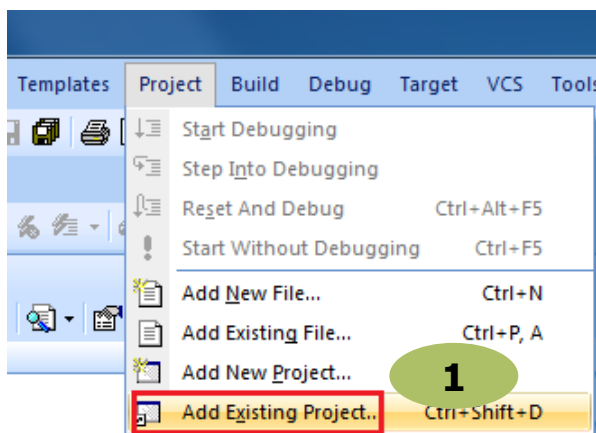 Templates Project Build Debug Target VCS Tools
Start Debugging
Step Into Debugging
Reset And Debug Ctrl+Alt+F5
Start Without Debugging Ctrl+F5
Add New File... Ctrl+N
Add Existing File... Ctrl+P, A
Add New Project...
1
Add Existing Project.. Ctrl+Shift+D